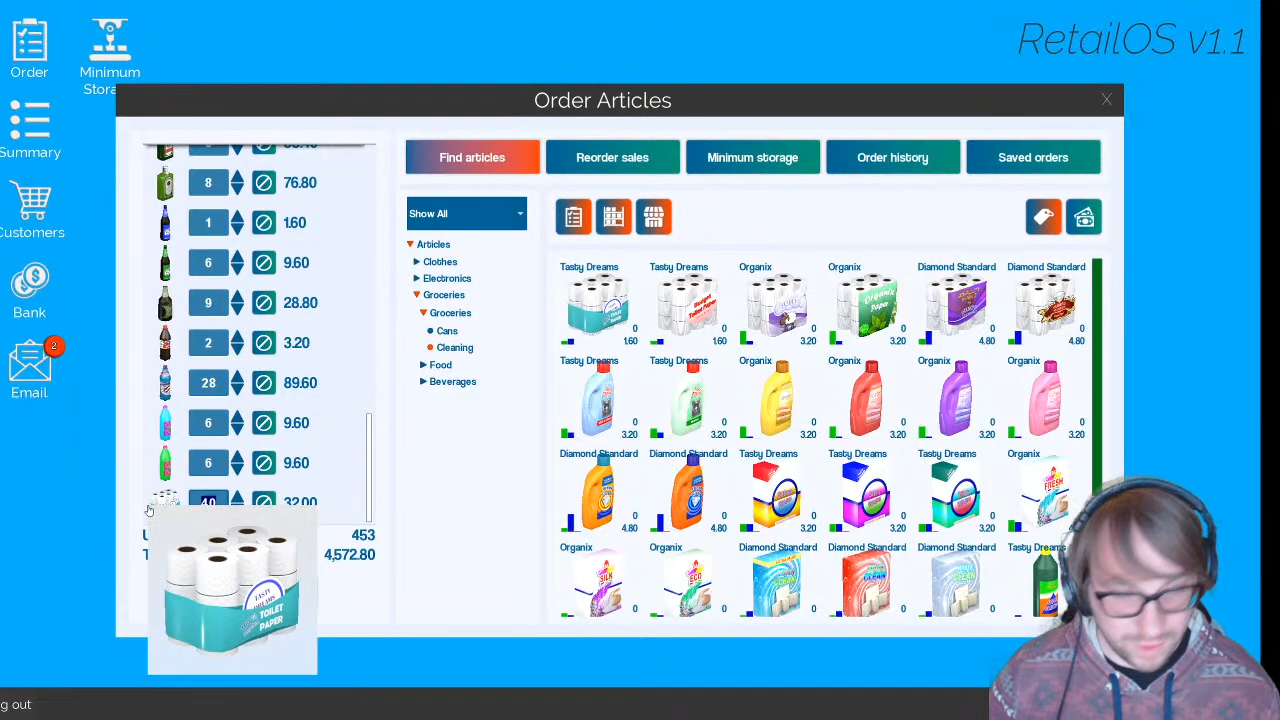 RetailOS v1.1
Order
Minimum
Summary
Customers
Bank
2
Email
Order Articles
X
Find articles
Reorder sales
Minimum storage
Order history
Saved orders
8 76.80
1 1.60
6 9.60
9 28.80
2 3.20
28 89.60
6 9.60
6 9.60
40 32.00
453
4,572.80
TOILET
PAPER
Show All
Articles
Clothes
Electronics
Groceries
Groceries
Cans
Cleaning
Food
Beverages
Tasty Dreams Tasty Dreams Organix Organix Diamond Standard Diamond Standard
0 0 0 0 0 0
1.60 1.60 3.20 3.20 4.80 4.80
Tasty Dreams Tasty Dreams Organix Organix Organix Organix
0 0 0 0 0 0
3.20 3.20 3.20 3.20 3.20 3.20
Diamond Standard Diamond Standard Tasty Dreams Tasty Dreams Tasty Dreams Organix
0 0 0 0 0 0
4.80 4.80 3.20 3.20 3.20
Organix Organix Diamond Standard Diamond Standard Diamond Standard Tasty Dreams
0 0 0 0 0
g out